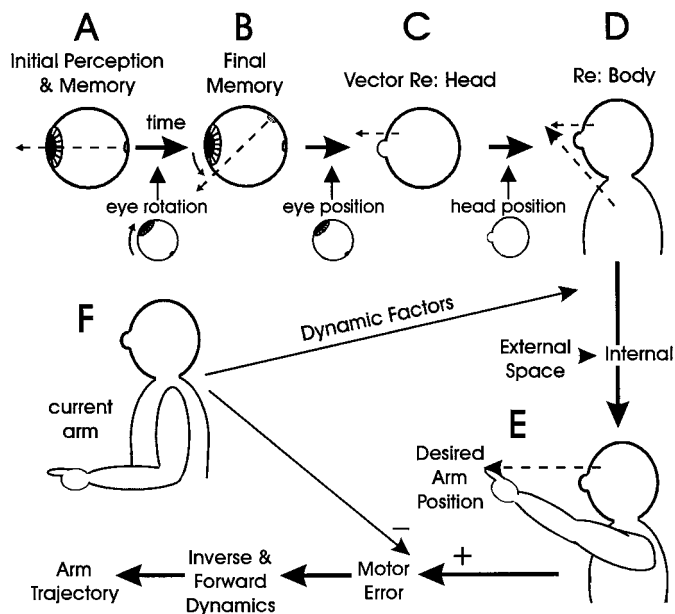 A
B
C
D
Initial Perception
& Memory
Final
Memory
Vector Re: Head
Re: Body
time
eye rotation
eye position
head position
F
Dynamic Factors
External
Space
Internal
current
arm
E
Desired
Arm
Position
−
+
Arm
Trajectory
Inverse &
Forward
Dynamics
Motor
Error